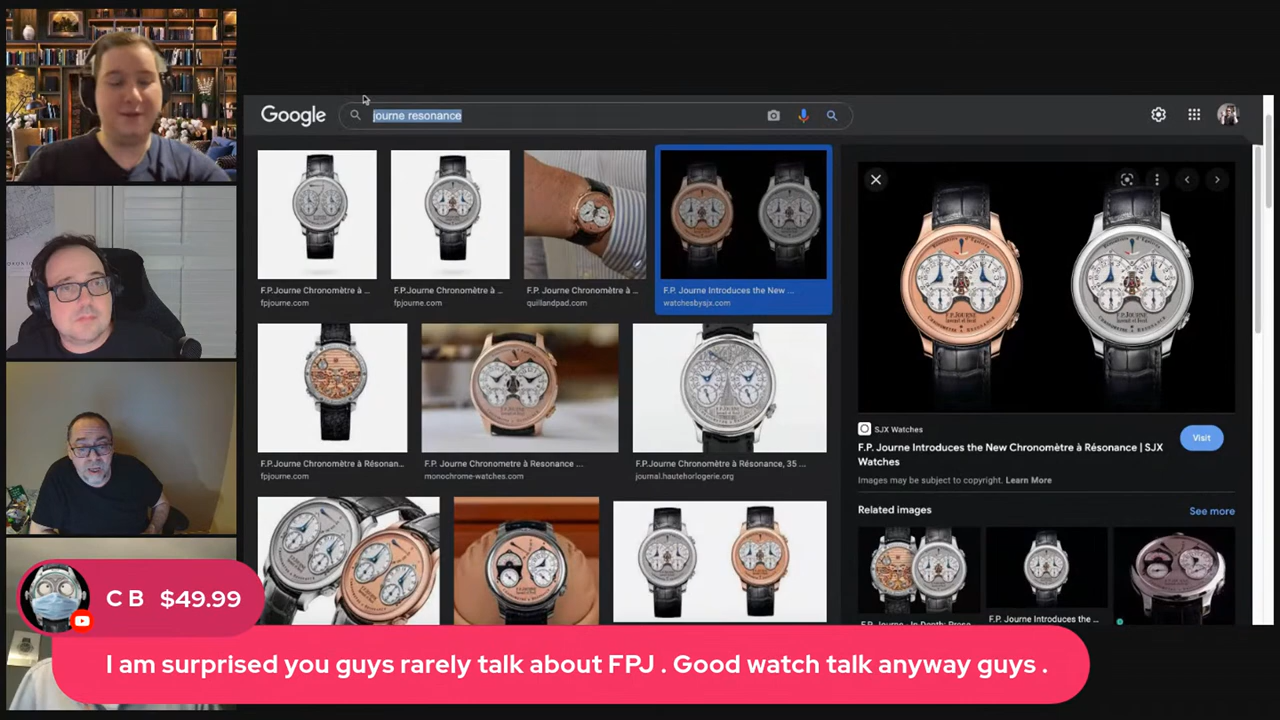 Google
journe resonance
F.P.Journe Chronomètre à ...
fpjourne.com
F.P.Journe Chronomètre à ...
fpjourne.com
F.P. Journe Chronomètre à ...
quillandpad.com
F.P. Journe Introduces the New ...
watchesbysjx.com
F.P.Journe Chronomètre à Résonan...
fpjourne.com
F.P. Journe Chronometre à Resonance ...
monochrome-watches.com
F.P.Journe Chronomètre à Résonance, 35 ...
journal.hautehorlogerie.org
F.P.JOURNE
F.P.JOURNE
SJX Watches
F.P. Journe Introduces the New Chronomètre à Résonance | SJX
Watches
Visit
Images may be subject to copyright. Learn More
Related images
See more
F.P. Journe Introduces the ...
C B $49.99
I am surprised you guys rarely talk about FPJ . Good watch talk anyway guys .